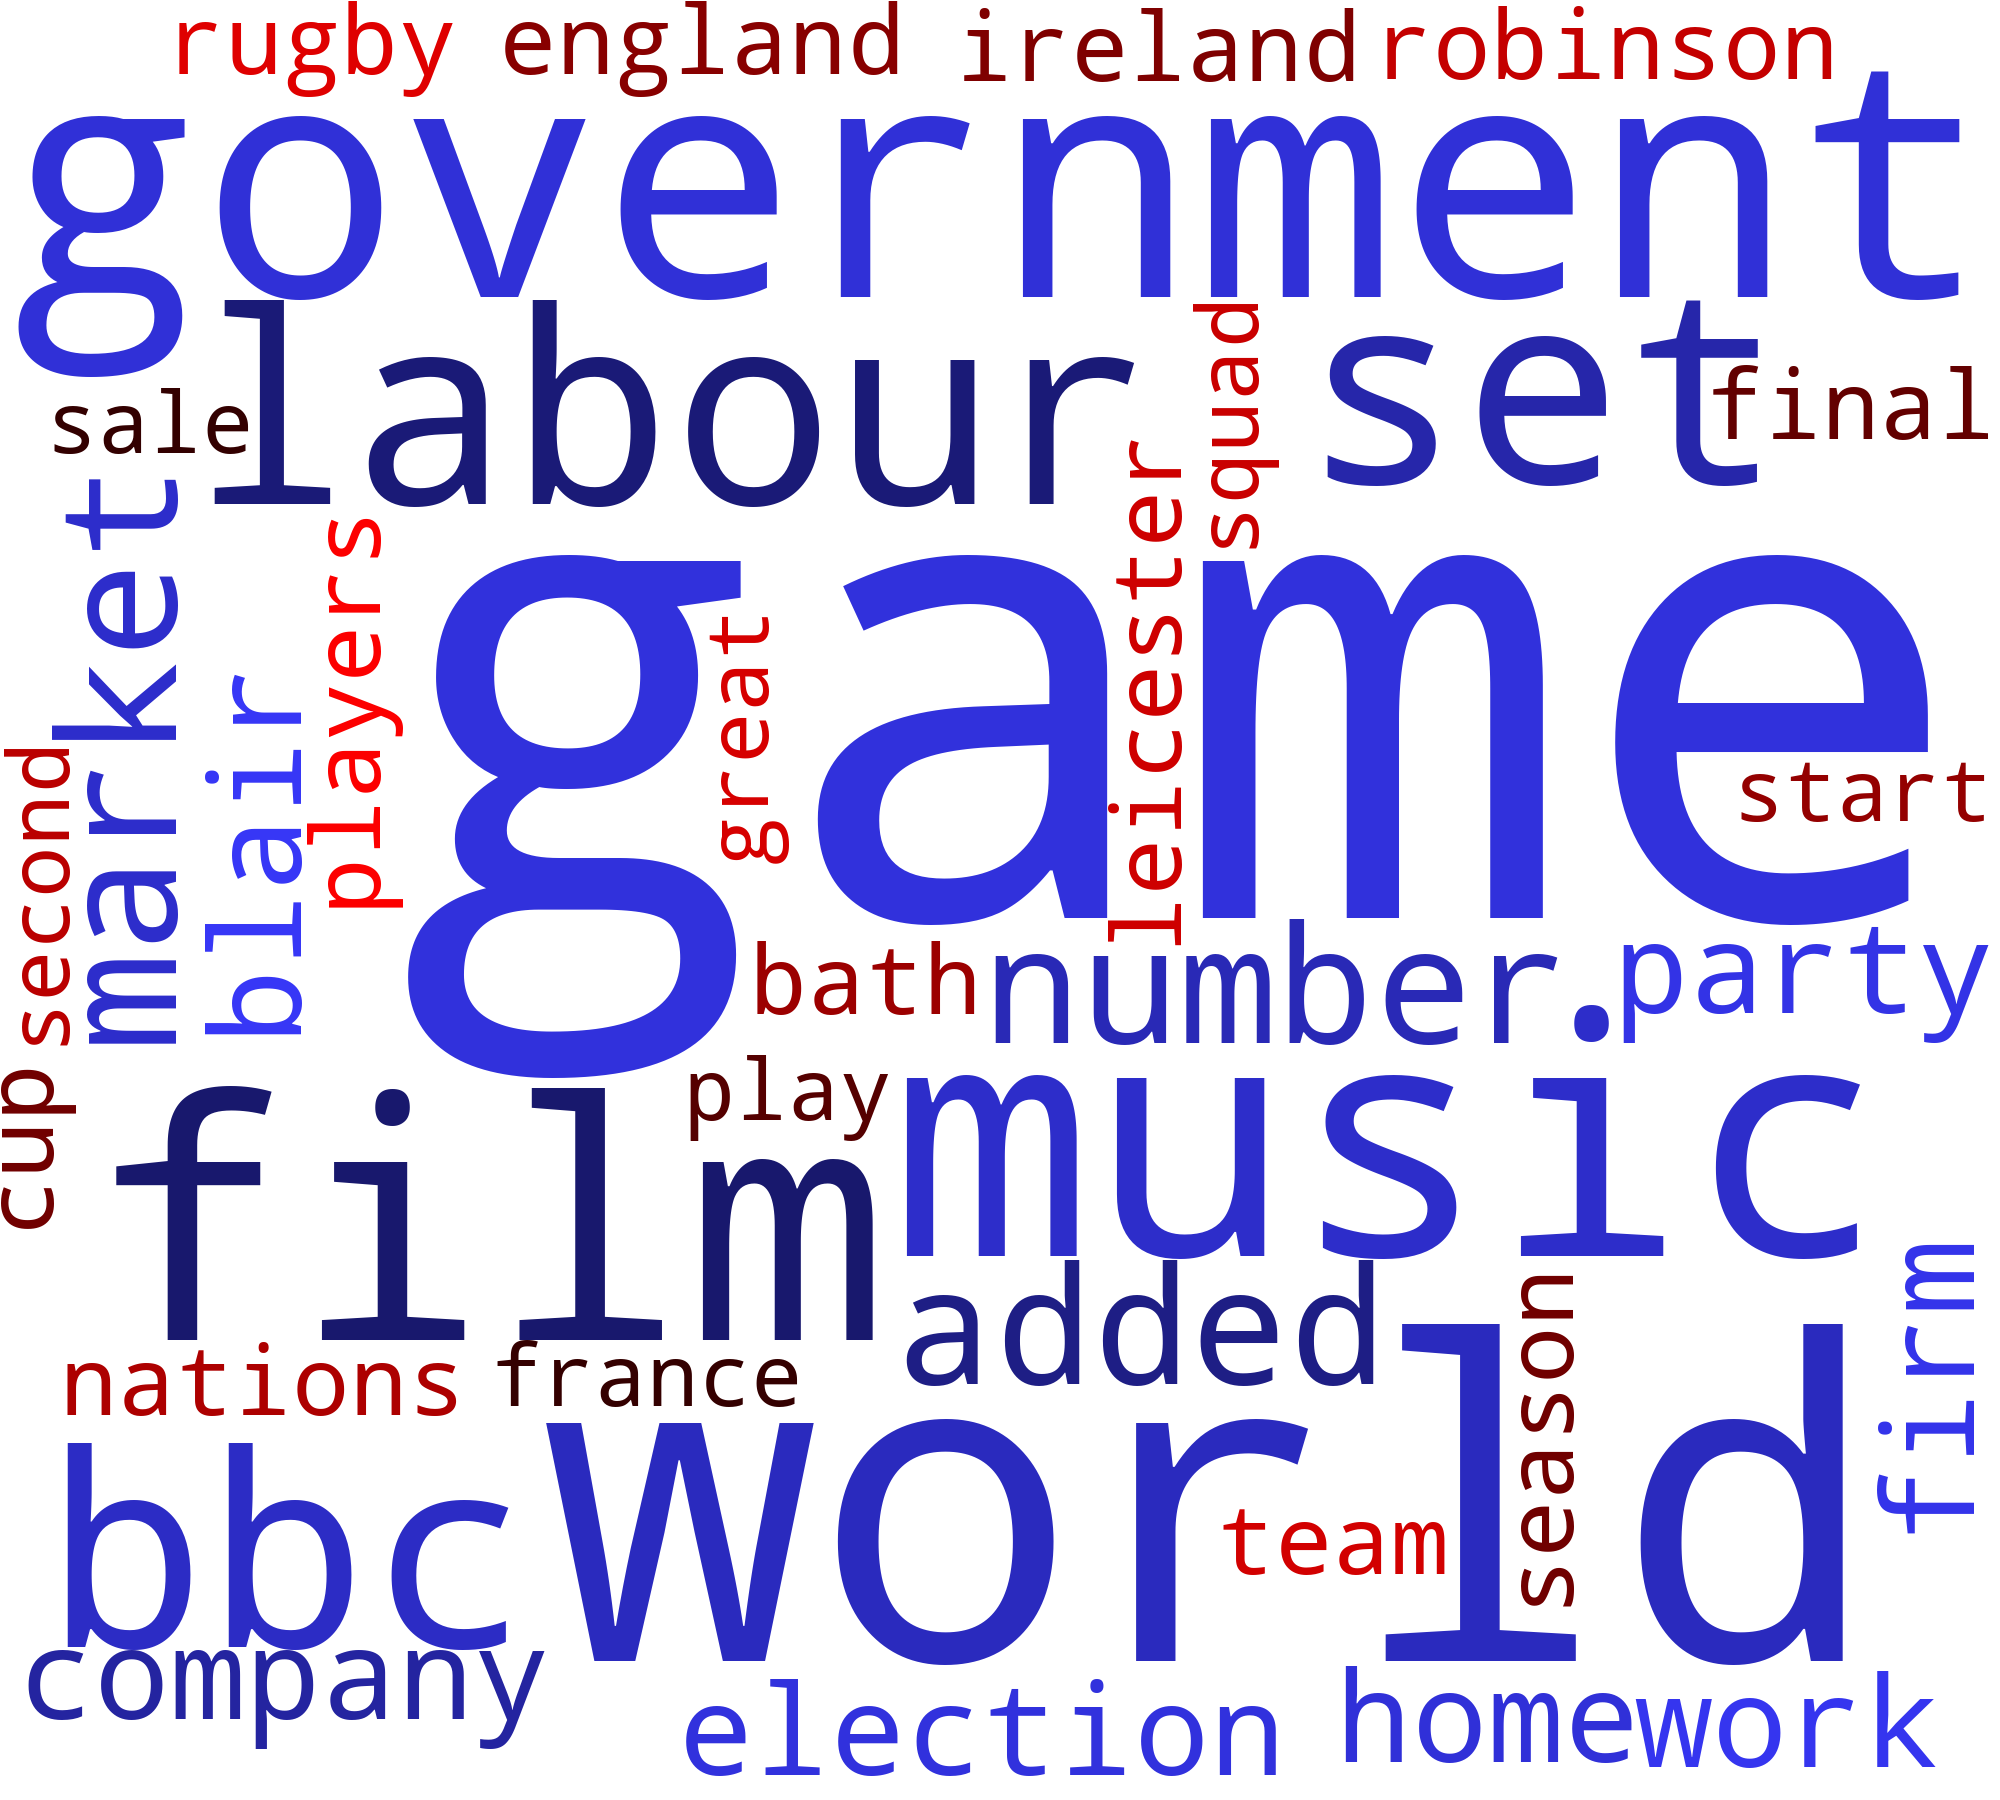 rugby england ireland robinson
government
labour set
squad
sale final
market
leicester
players
game
great
blair
second
start
bath number. party
cup
play
film music
added
firm
season
nations france
world
bbc
team
company
election home work